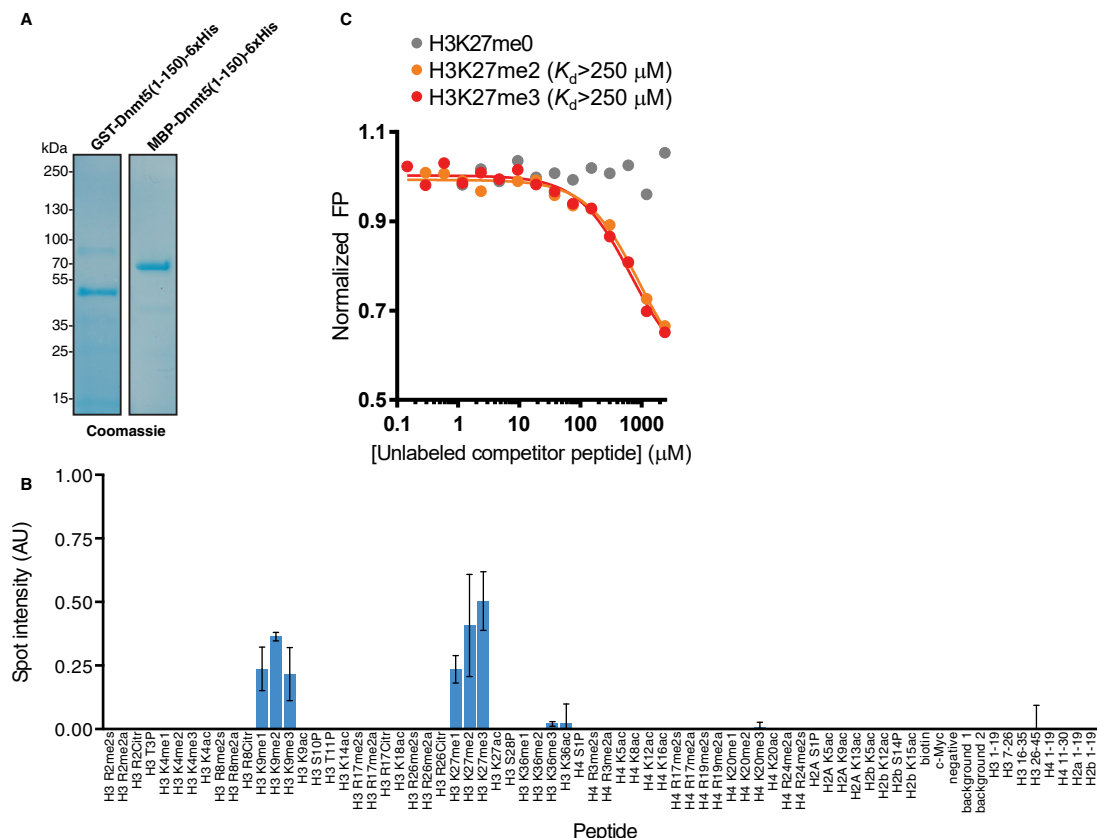 A
GST-Dnmt5(1-150)-6xHis
MBP-Dnmt5(1-150)-6xHis
kDa
250-
130-
100-
70-
55-
35-
25-
15-
Coomassie
C
H3K27me0
H3K27me2 (Kd>250 μM)
H3K27me3 (Kd>250 μM)
1.1
0.9
0.7
0.5
Normalized FP
0.1 1 10 100 1000
[Unlabeled competitor peptide] (μM)
B
1.00
0.75
0.50
0.25
0.00
Spot intensity (AU)
H3 R2me2s
H3 R2me2a
H3 R2Citr
H3 T3P
H3 K4me1
H3 K4me2
H3 K4me3
H3 K4ac
H3 R8me2s
H3 R8me2a
H3 R8Citr
H3 K9me1
H3 K9me2
H3 K9me3
H3 K9ac
H3 S10P
H3 T11P
H3 K14ac
H3 R17me2s
H3 R17me2a
H3 R17Citr
H3 K18ac
H3 R26me2s
H3 R26me2a
H3 R26Citr
H3 K27me1
H3 K27me2
H3 K27me3
H3 K27ac
H3 S28P
H3 K36me1
H3 K36me2
H3 K36me3
H3 K36ac
H4 S1P
H4 R3me2s
H4 R3me2a
H4 K5ac
H4 K8ac
H4 K12ac
H4 K16ac
H4 R17me2s
H4 R17me2a
H4 R19me2s
H4 R19me2a
H4 K20me1
H4 K20me2
H4 K20me3
H4 K20ac
H4 R24me2a
H4 R24me2s
H2A S1P
H2A K5ac
H2A K9ac
H2A K13ac
H2b K5ac
H2b K12ac
H2b S14P
H2b K15ac
biotin
c-Myc
negative
background 1
background 2
H3 1-19
H3 7-26
H3 16-35
H3 26-45
H4 1-19
H4 11-30
H2a 1-19
H2b 1-19
Peptide